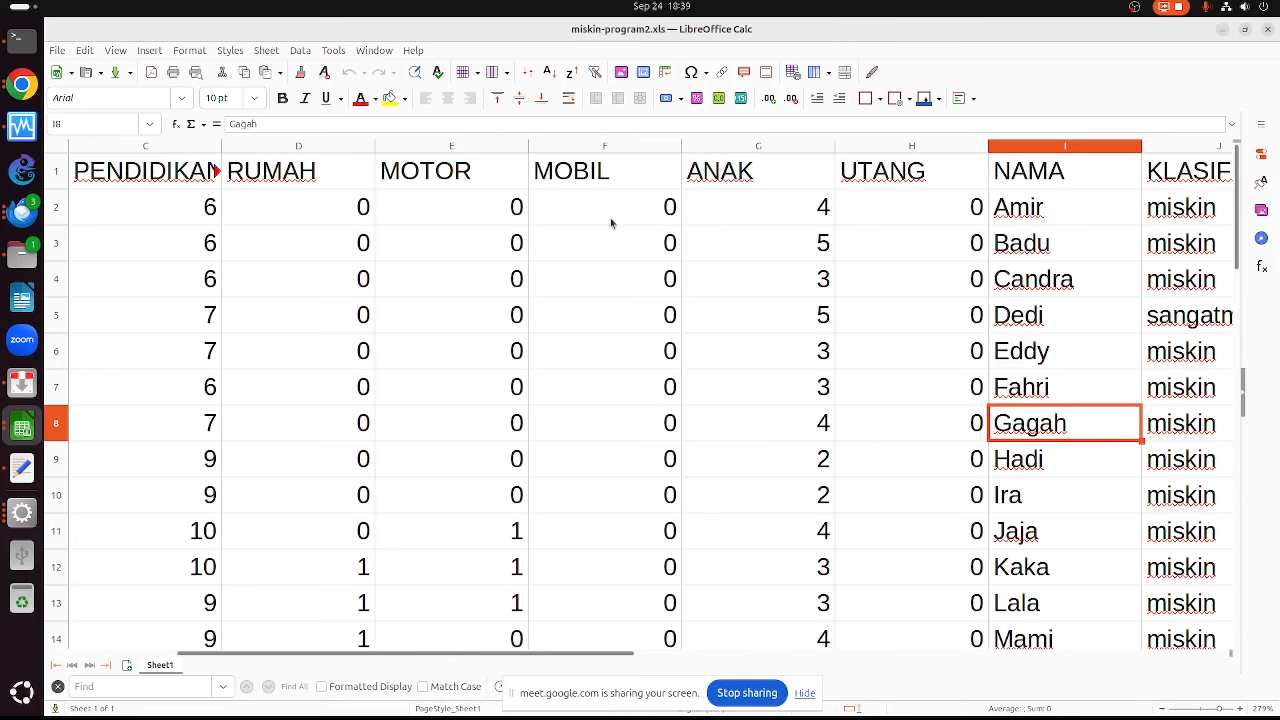 Sep 24 18:39
miskin-program2.xls — LibreOffice Calc
File Edit View Insert Format Styles Sheet Data Tools Window Help
Arial 10 pt
I8 Gagah
C D E F G H I J
1 PENDIDIKAN RUMAH MOTOR MOBIL ANAK UTANG NAMA KLASIF
2 6 0 0 0 4 0 Amir miskin
3 6 0 0 0 5 0 Badu miskin
4 6 0 0 0 3 0 Candra miskin
5 7 0 0 0 5 0 Dedi sangatm
6 7 0 0 0 3 0 Eddy miskin
7 6 0 0 0 3 0 Fahri miskin
8 7 0 0 0 4 0 Gagah miskin
9 9 0 0 0 2 0 Hadi miskin
10 9 0 0 0 2 0 Ira miskin
11 10 0 1 0 4 0 Jaja miskin
12 10 1 1 0 3 0 Kaka miskin
13 9 1 1 0 3 0 Lala miskin
14 9 1 0 0 4 0 Mami miskin
Sheet1
Find Find All Formatted Display Match Case
meet.google.com is sharing your screen. Stop sharing Hide
Sheet 1 of 1 PageStyle_Sheet1 Average: ; Sum: 0 279%
zoom
3
1